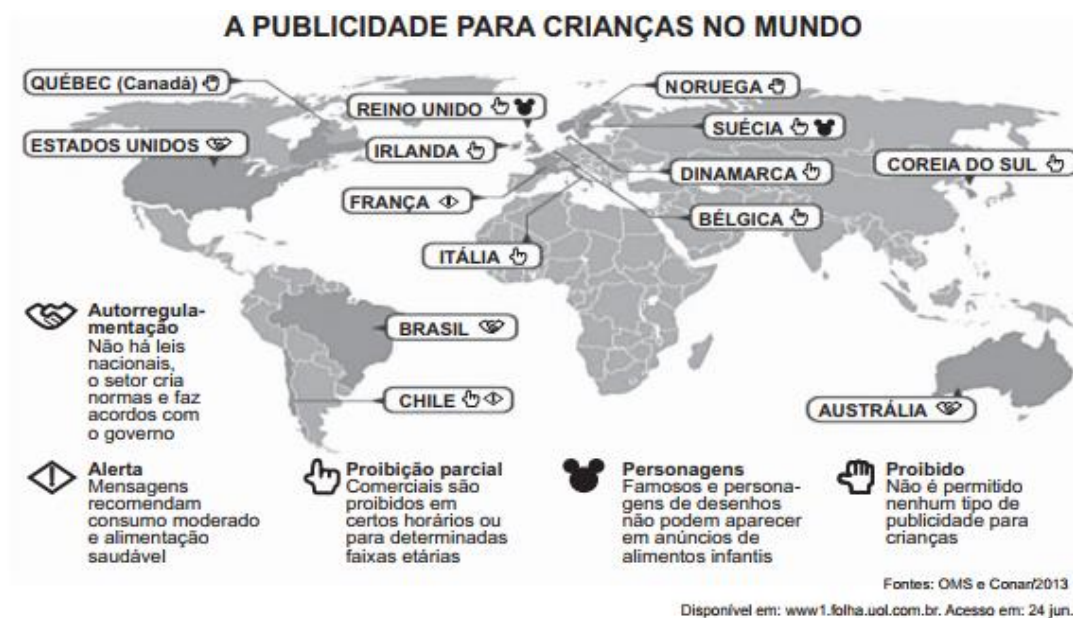 A PUBLICIDADE PARA CRIANÇAS NO MUNDO
QUÉBEC (Canadá)
REINO UNIDO
NORUEGA
ESTADOS UNIDOS
IRLANDA
SUÉCIA
DINAMARCA
COREIA DO SUL
FRANÇA
BÉLGICA
ITÁLIA
BRASIL
CHILE
AUSTRÁLIA
Autorregula-
mentação
Não há leis
nacionais,
o setor cria
normas e faz
acordos com
o governo
Alerta
Mensagens
recomendam
consumo moderado
e alimentação
saudável
Proibição parcial
Comerciais são
proibidos em
certos horários ou
para determinadas
faixas etárias
Personagens
Famosos e persona-
gens de desenhos
não podem aparecer
em anúncios de
alimentos infantis
Proibido
Não é permitido
nenhum tipo de
publicidade para
crianças
Fontes: OMS e Conar/2013
Disponível em: www1.folha.uol.com.br. Acesso em: 24 jun.